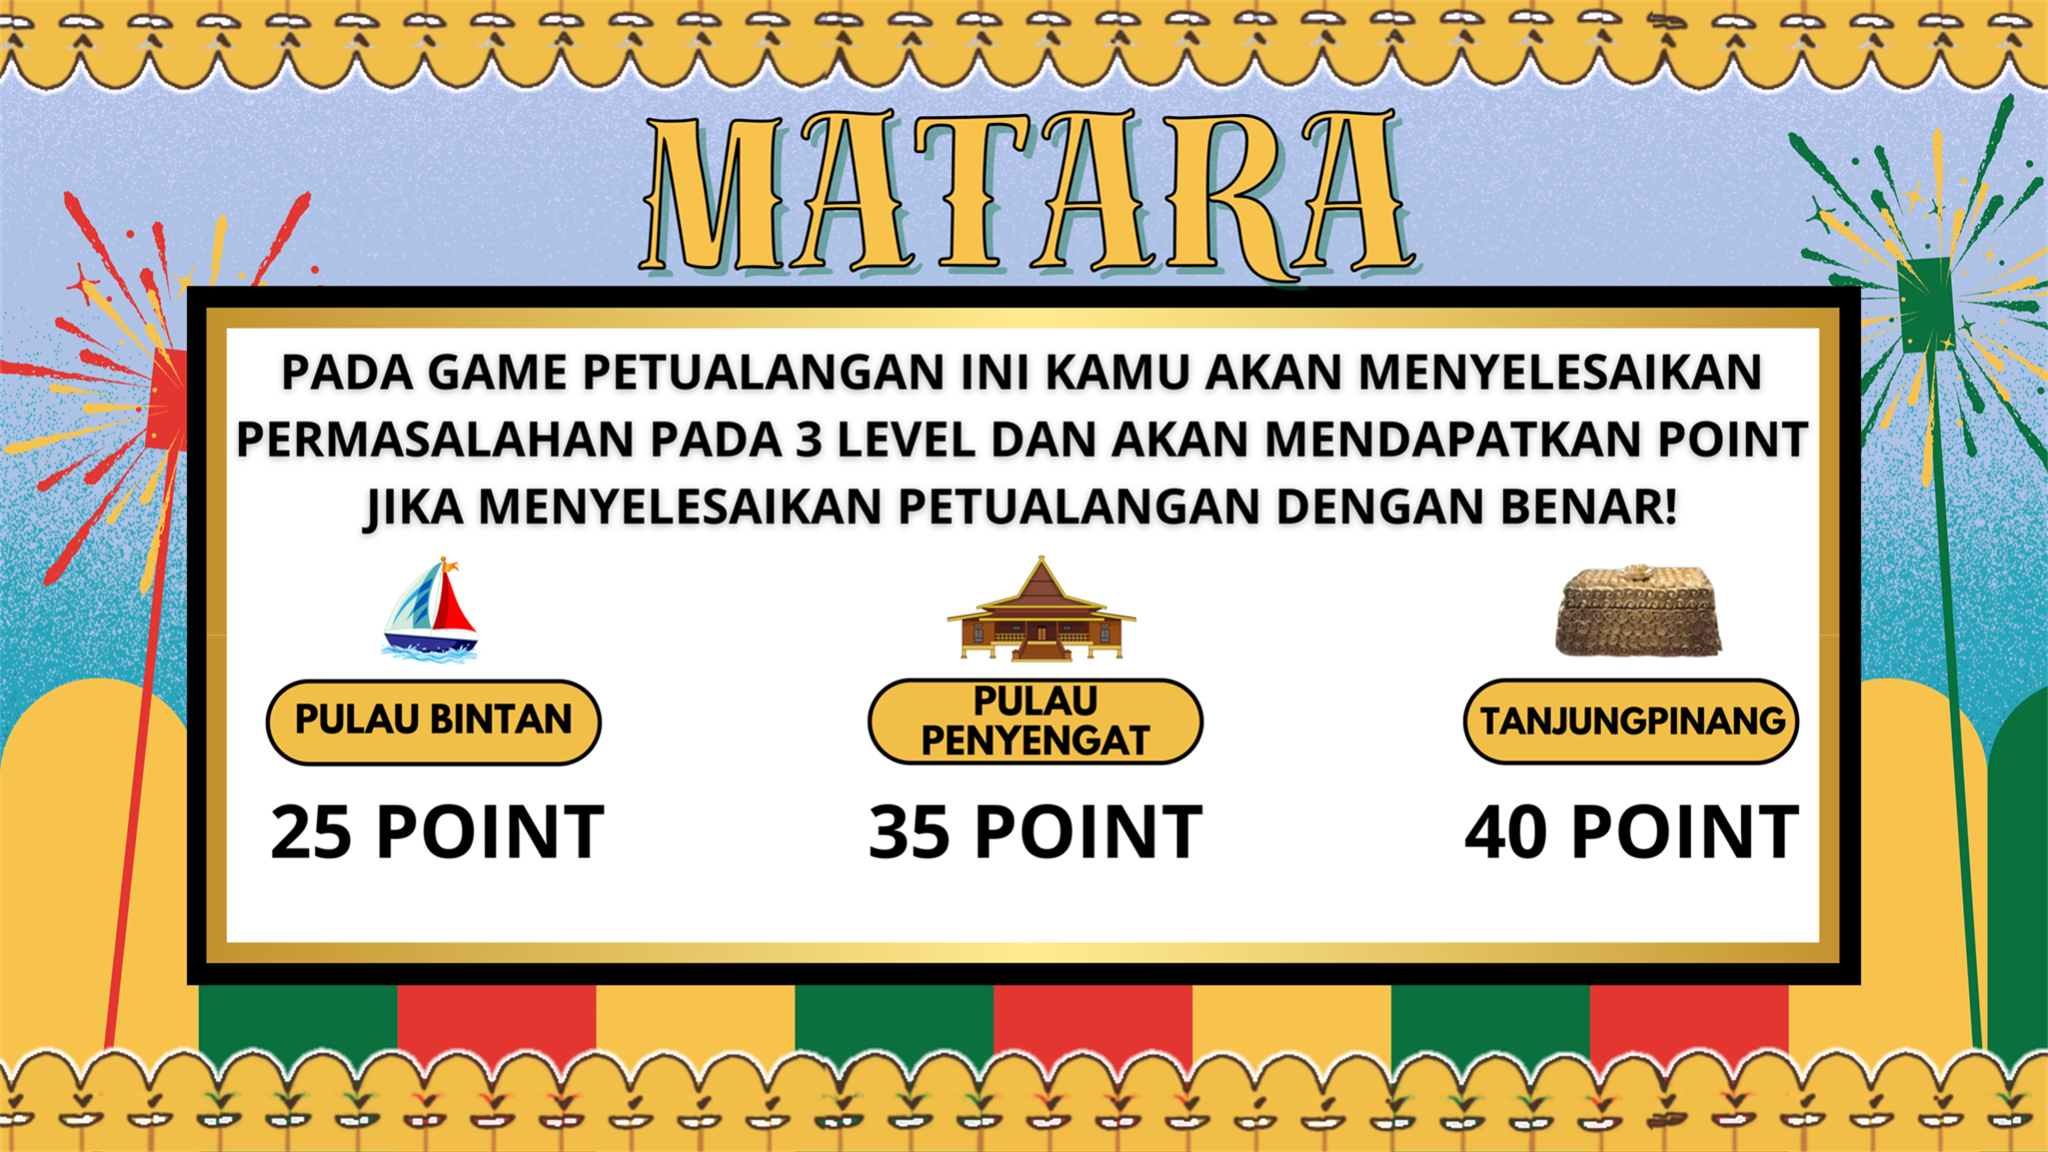 MATARA
PADA GAME PETUALANGAN INI KAMU AKAN MENYELESAIKAN
PERMASALAHAN PADA 3 LEVEL DAN AKAN MENDAPATKAN POINT
JIKA MENYELESAIKAN PETUALANGAN DENGAN BENAR!
PULAU BINTAN
25 POINT
PULAU
PENYENGAT
35 POINT
TANJUNGPINANG
40 POINT